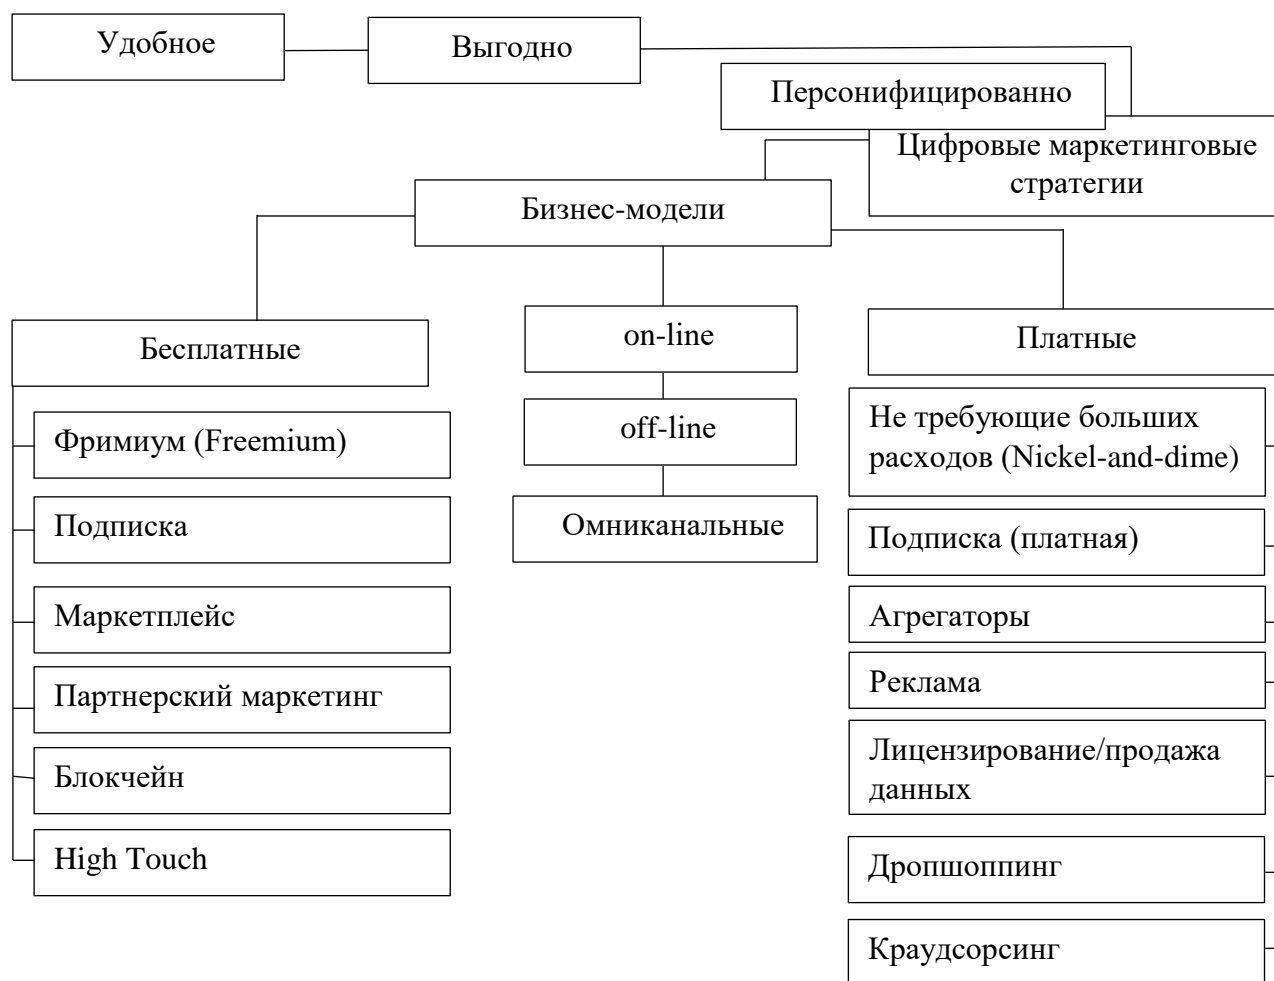 Удобное
Выгодно
Персонифицированно
Цифровые маркетинговые
стратегии
Бизнес-модели
Бесплатные
Фримиум (Freemium)
Подписка
Маркетплейс
Партнерский маркетинг
Блокчейн
High Touch
on-line
off-line
Омниканальные
Платные
Не требующие больших
расходов (Nickel-and-dime)
Подписка (платная)
Агрегаторы
Реклама
Лицензирование/продажа
данных
Дропшоппинг
Краудсорсинг